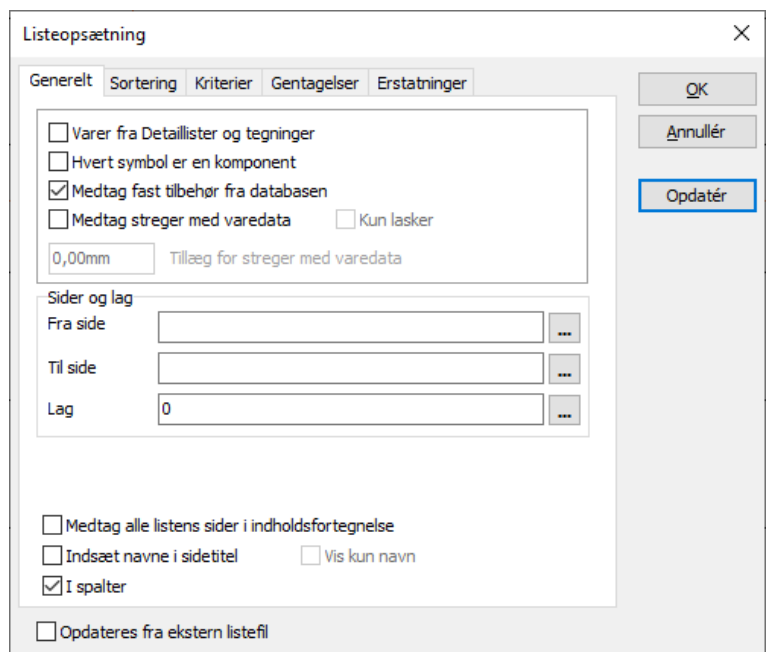 Listeopsætning
Generelt Sortering Kriterier Gentagelser Erstatninger
OK
Annullér
Opdatér
Varer fra Detaillister og tegninger
Hvert symbol er en komponent
Medtag fast tilbehør fra databasen
Medtag streger med varedata Kun lasker
0,00mm Tillæg for streger med varedata
Sider og lag
Fra side ...
Til side ...
Lag 0 ...
Medtag alle listens sider i indholdsfortegnelse
Indsæt navne i sidetitel Vis kun navn
I spalter
Opdateres fra ekstern listefil